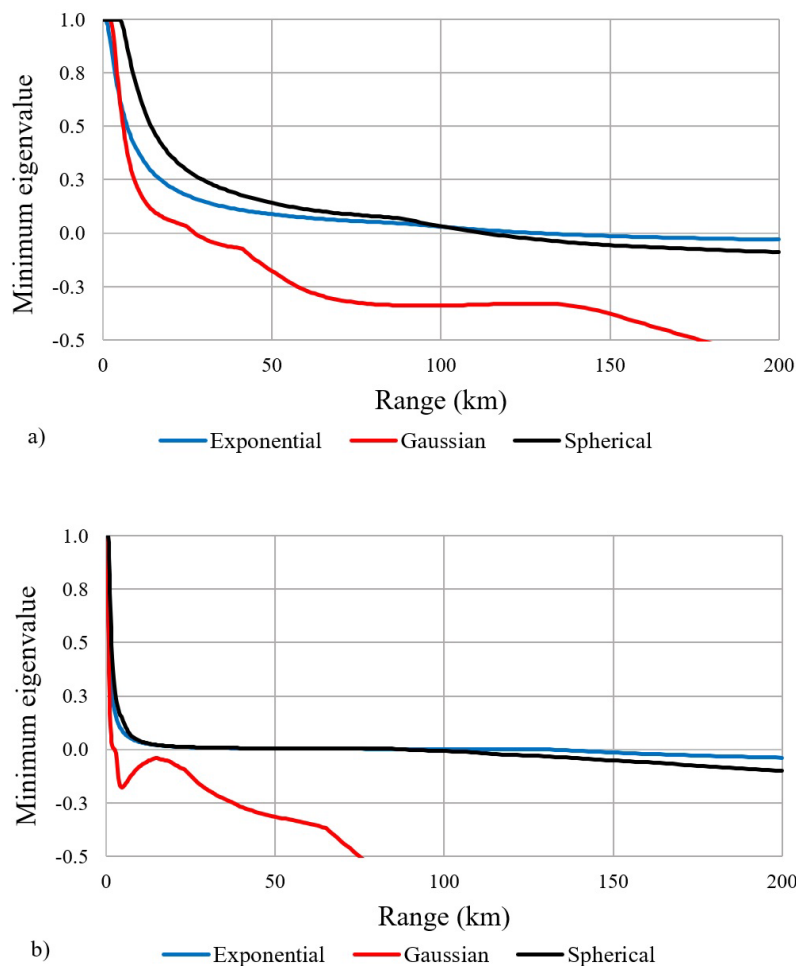 1.0
0.8
0.5
0.3
0.0
-0.3
-0.5
Minimum eigenvalue
0 50 100 150 200
Range (km)
a)
Exponential Gaussian Spherical
1.0
0.8
0.5
0.3
0.0
-0.3
-0.5
Minimum eigenvalue
0 50 100 150 200
Range (km)
b)
Exponential Gaussian Spherical